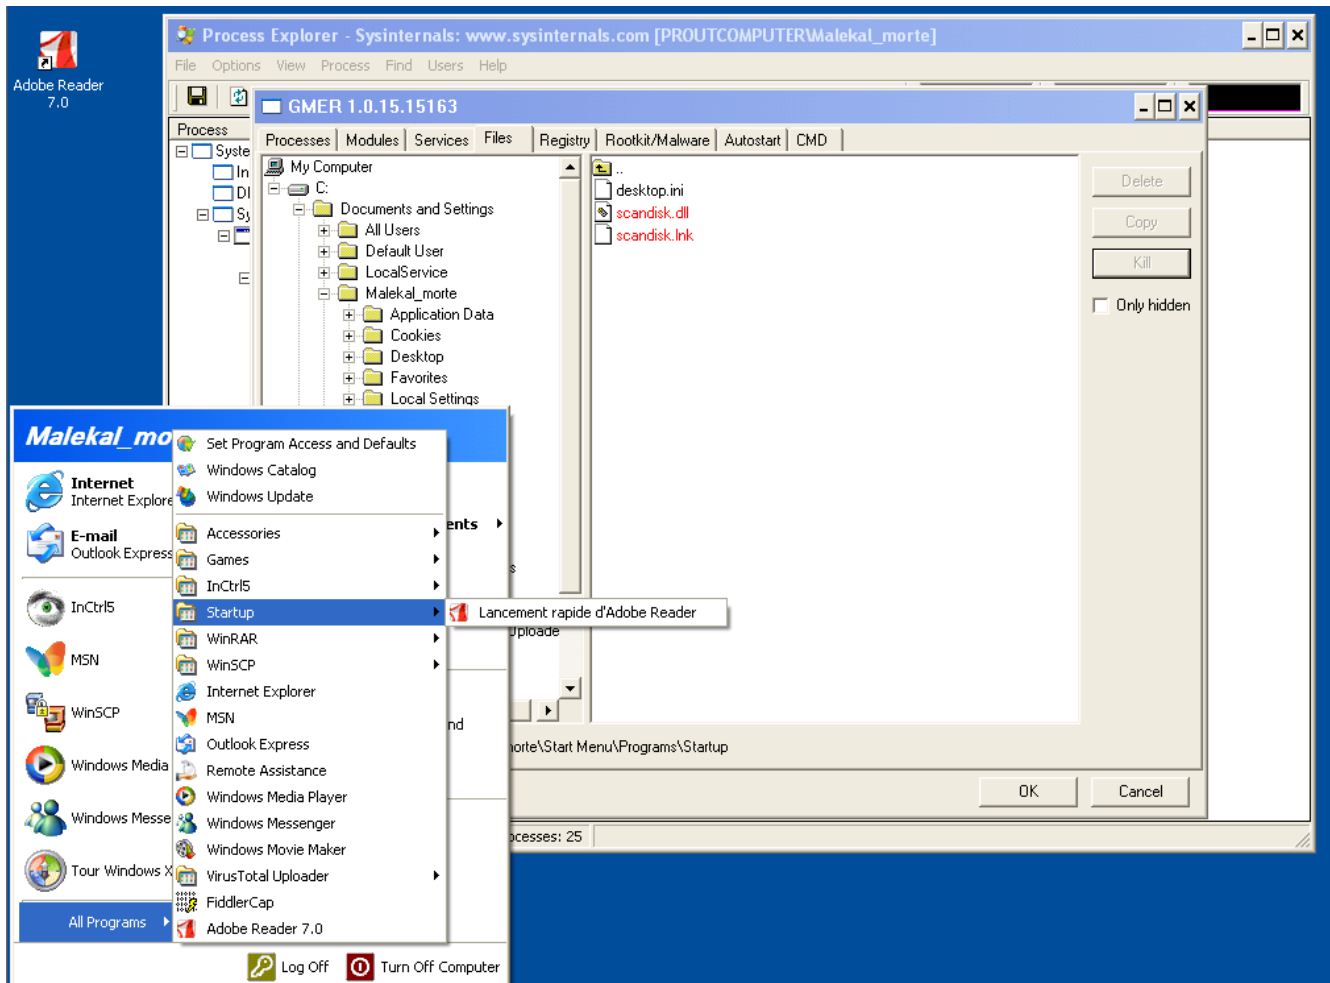 Adobe Reader
7.0
Process Explorer - Sysinternals: www.sysinternals.com [PROUTCOMPUTER\Malekal_morte]
File Options View Process Find Users Help
GMER 1.0.15.15163
Process
Processes Modules Services Files Registry Rootkit/Malware Autostart CMD
My Computer
C:
Documents and Settings
All Users
Default User
LocalService
Malekal_morte
Application Data
Cookies
Desktop
Favorites
Local Settings
..
desktop.ini
scandisk.dll
scandisk.lnk
Delete
Copy
Kill
Only hidden
Syste
In
DI
Sy
Malekal_mo
Internet
Internet Explore
E-mail
Outlook Express
InCtrl5
MSN
WinSCP
Windows Media
Windows Messe
Tour Windows X
All Programs
Set Program Access and Defaults
Windows Catalog
Windows Update
Accessories
Games
InCtrl5
Startup
WinRAR
WinSCP
Internet Explorer
MSN
Outlook Express
Remote Assistance
Windows Media Player
Windows Messenger
Windows Movie Maker
VirusTotal Uploader
FiddlerCap
Adobe Reader 7.0
Lancement rapide d'Adobe Reader
ents
s
Uploade
nd
orte\Start Menu\Programs\Startup
OK
Cancel
ocesses: 25
Log Off
Turn Off Computer